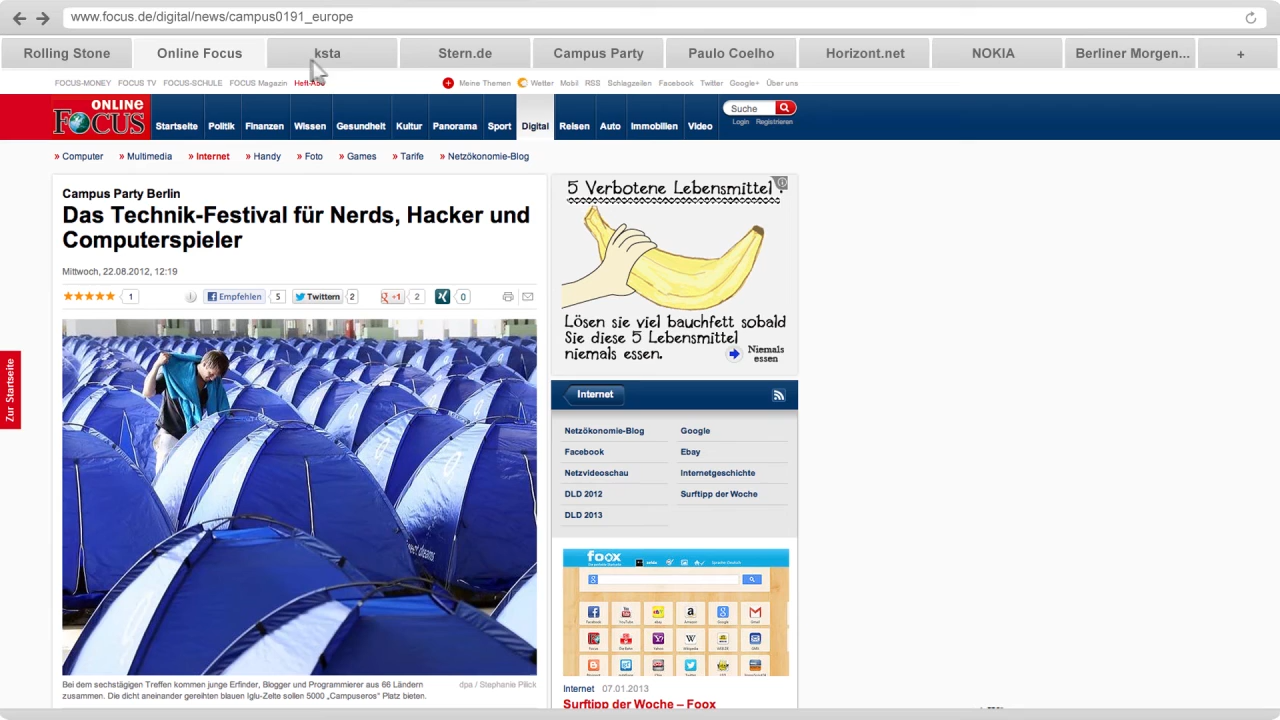 www.focus.de/digital/news/campus0191_europe
Rolling Stone Online Focus ksta Stern.de Campus Party Paulo Coelho Horizont.net NOKIA Berliner Morgen... +
FOCUS-MONEY FOCUS TV FOCUS-SCHULE FOCUS Magazin Heft-Abo Meine Themen Wetter Mobil RSS Schlagzeilen Facebook Twitter Google+ Über uns
ONLINE
FOCUS
Suche
Login Registrieren
Startseite Politik Finanzen Wissen Gesundheit Kultur Panorama Sport Digital Reisen Auto Immobilien Video
» Computer » Multimedia » Internet » Handy » Foto » Games » Tarife » Netzökonomie-Blog
Campus Party Berlin
Das Technik-Festival für Nerds, Hacker und
Computerspieler
Mittwoch, 22.08.2012, 12:19
1 Empfehlen 5 Twittern 2 +1 2 0
Zur Startseite
Bei dem sechstägigen Treffen kommen junge Erfinder, Blogger und Programmierer aus 66 Ländern
zusammen. Die dicht aneinander gereihten blauen Iglu-Zelte sollen 5000 „Campuseros" Platz bieten.
dpa / Stephanie Pilick
5 Verbotene Lebensmittel :
Lösen sie viel bauchfett sobald
Sie diese 5 Lebensmittel
niemals essen.
Niemals
essen
Internet
Netzökonomie-Blog Google
Facebook Ebay
Netzvideoschau Internetgeschichte
DLD 2012 Surftipp der Woche
DLD 2013
foox
Internet 07.01.2013
Surftipp der Woche – Foox